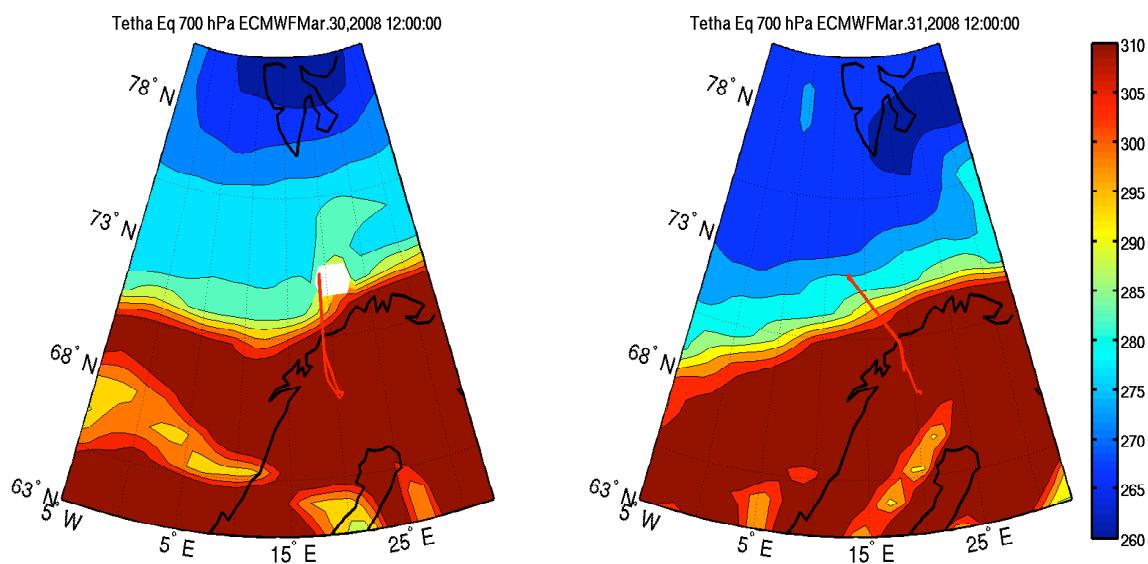 Tetha Eq 700 hPa ECMWFMar.30,2008 12:00:00
78° N
73° N
68° N
63° N
5° W
5° E
15° E
25° E
Tetha Eq 700 hPa ECMWFMar.31,2008 12:00:00
78° N
73° N
68° N
63° N
5° W
5° E
15° E
25° E
310
305
300
295
290
285
280
275
270
265
260